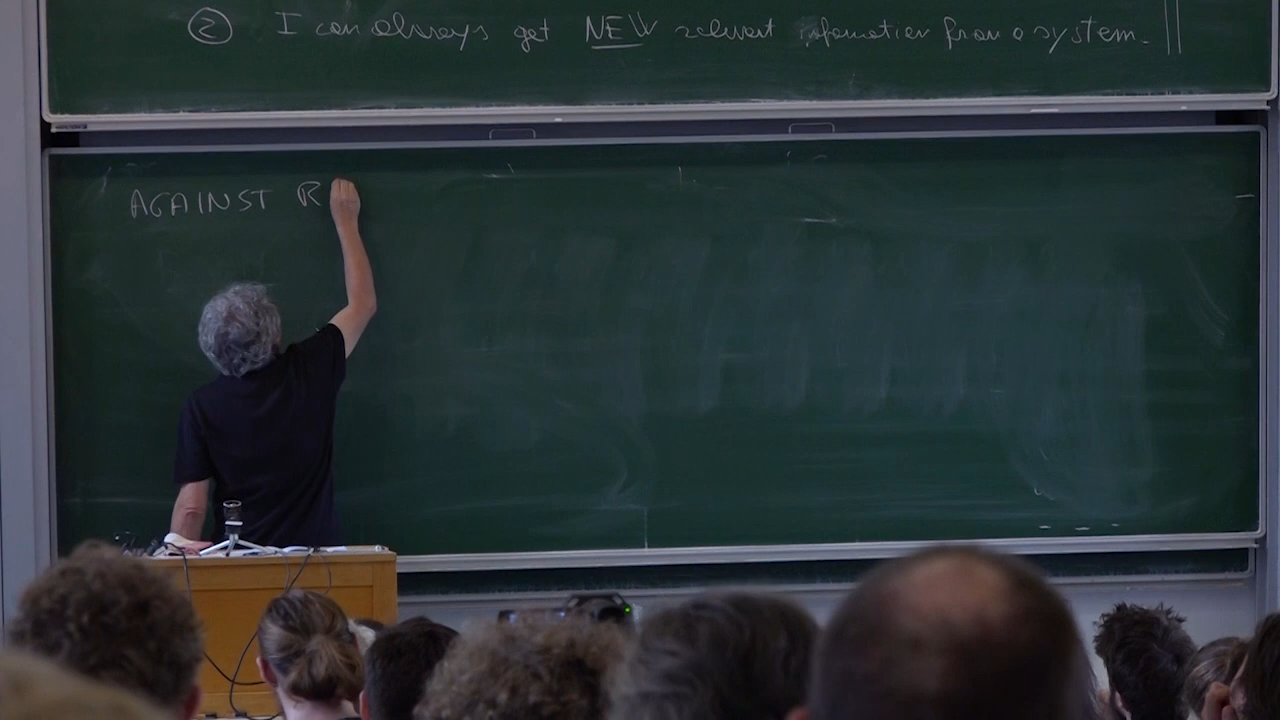 ② I can always get NEW relevant information from a system.
AGAINST R